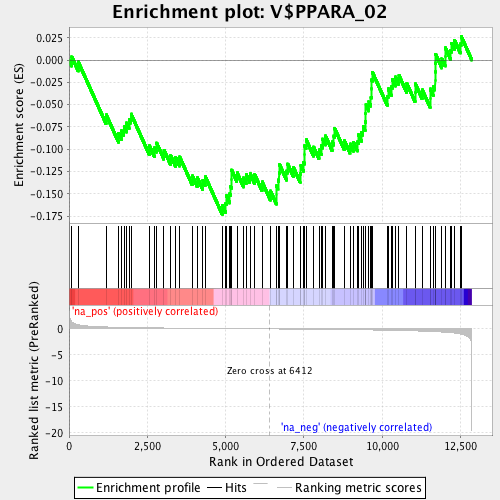 Enrichment plot: V$PPARA_02
Enrichment score (ES)
0.025
0.000
-0.025
-0.050
-0.075
-0.100
-0.125
-0.150
-0.175
'na_pos' (positively correlated)
Ranked list metric (PreRanked)
0
-5
-10
-15
-20
Zero cross at 6412
'na_neg' (negatively correlated)
0
2,500
5,000
7,500
10,000
12,500
Rank in Ordered Dataset
Enrichment profile
Hits
Ranking metric scores